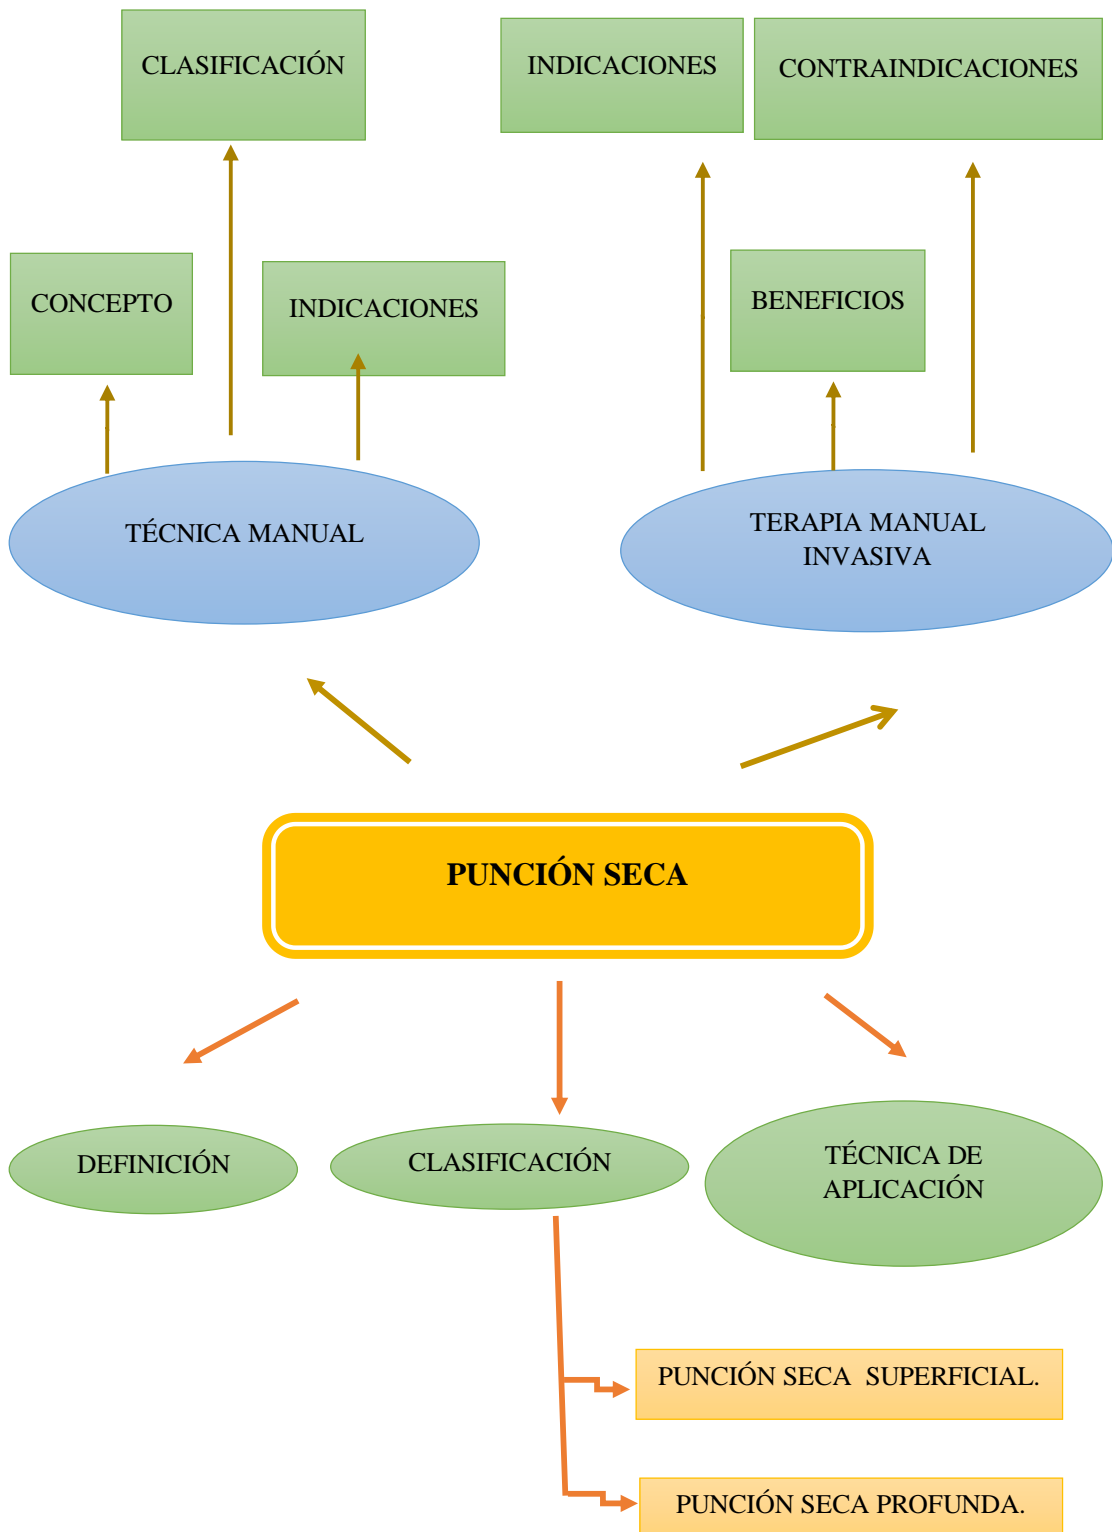 CLASIFICACIÓN
INDICACIONES
CONTRAINDICACIONES
CONCEPTO
INDICACIONES
BENEFICIOS
TÉCNICA MANUAL
TERAPIA MANUAL
INVASIVA
PUNCIÓN SECA
DEFINICIÓN
CLASIFICACIÓN
TÉCNICA DE
APLICACIÓN
PUNCIÓN SECA  SUPERFICIAL.
PUNCIÓN SECA PROFUNDA.